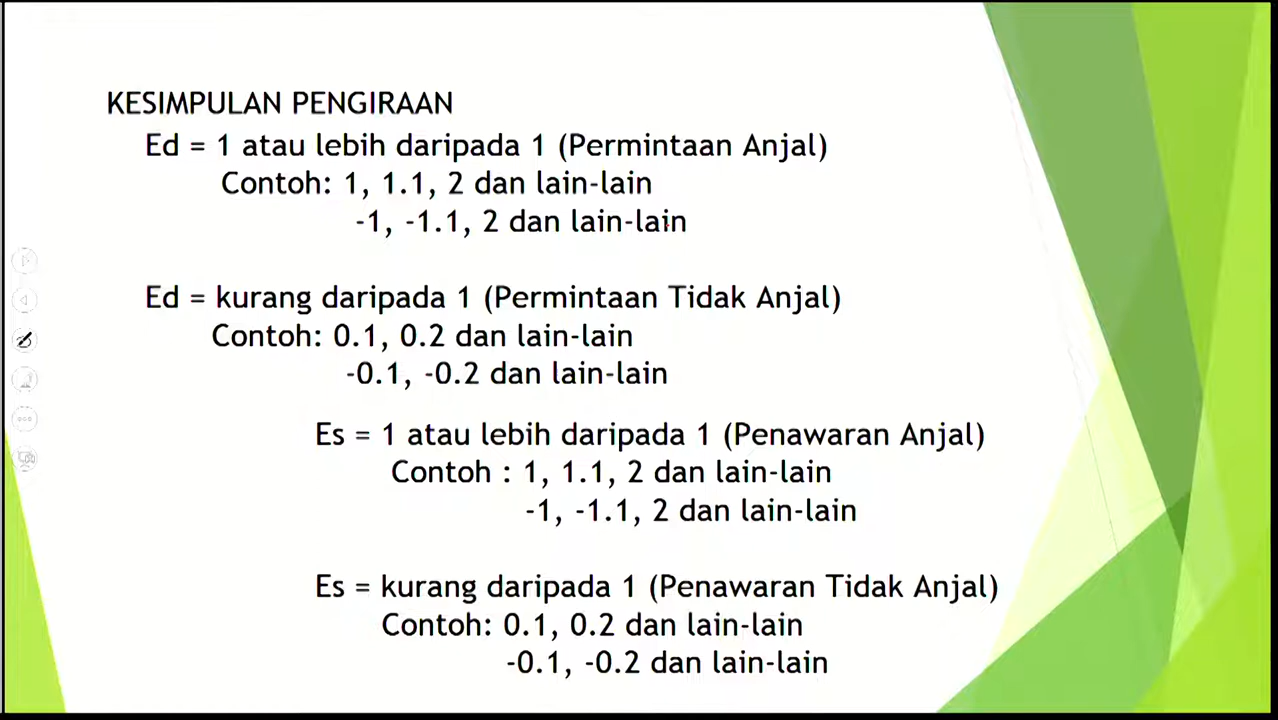 KESIMPULAN PENGIRAAN
Ed = 1 atau lebih daripada 1 (Permintaan Anjal)
Contoh: 1, 1.1, 2 dan lain-lain
-1, -1.1, 2 dan lain-lain
Ed = kurang daripada 1 (Permintaan Tidak Anjal)
Contoh: 0.1, 0.2 dan lain-lain
-0.1, -0.2 dan lain-lain
Es = 1 atau lebih daripada 1 (Penawaran Anjal)
Contoh : 1, 1.1, 2 dan lain-lain
-1, -1.1, 2 dan lain-lain
Es = kurang daripada 1 (Penawaran Tidak Anjal)
Contoh: 0.1, 0.2 dan lain-lain
-0.1, -0.2 dan lain-lain